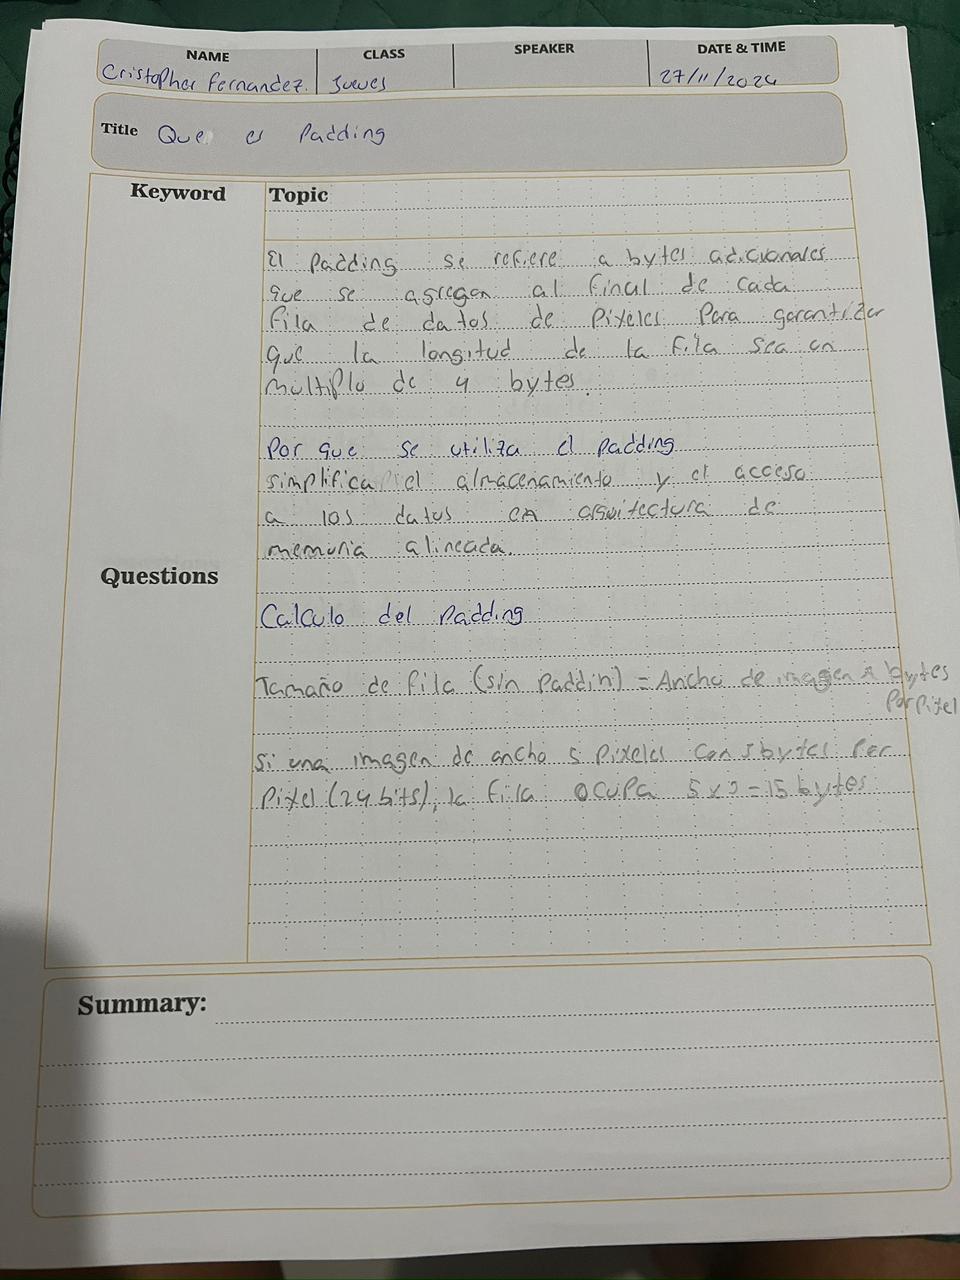 NAME CLASS SPEAKER DATE & TIME
Cristopher Fernandez. Jueves 27/11/2024
Title Que es Padding
Keyword Topic
El Padding se refiere a bytes adicionales
que se agregan al final de cada
fila de datos de Pixeles Para garantizar
que la longitud de la fila sea un
multiplo de 4 bytes.
Por que se utiliza el padding
simplifica el almacenamiento y el acceso
a los datos en arquitectura de
memoria alineada.
Questions
Calculo del Padding
Tamaño de fila (sin Paddin) = Ancho de imagen x bytes
Por Pixel
Si una imagen de ancho 5 Pixeles con 3 bytes Per
Pixel (24 bits), la fila ocupa 5 x 3 = 15 bytes
Summary: